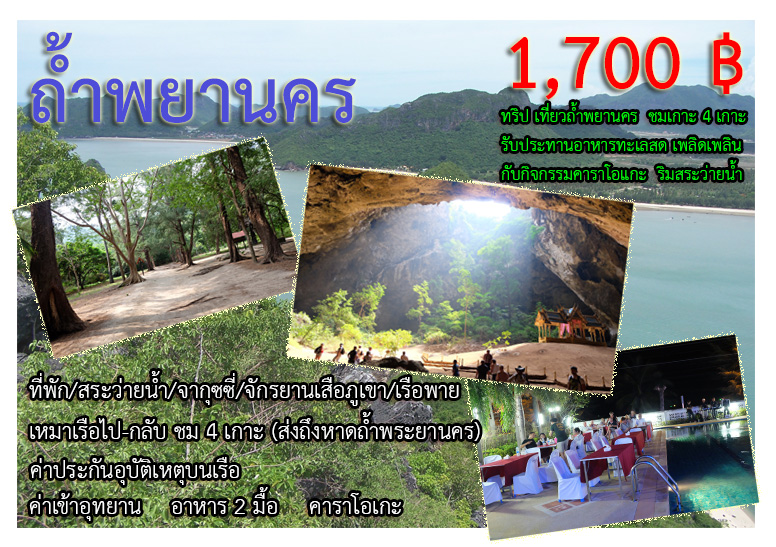 ถ้ำพยานคร
1,700 ฿
ทริป เที่ยวถ้ำพยานคร ชมเกาะ 4 เกาะ
รับประทานอาหารทะเลสด เพลิดเพลิน
กับกิจกรรมคาราโอแกะ ริมสระว่ายน้ำ
ที่พัก/สระว่ายน้ำ/จากุซซี่/จักรยานเสือภูเขา/เรือพาย
เหมาเรือไป-กลับ ชม 4 เกาะ (ส่งถึงหาดถ้ำพระยานคร)
ค่าประกันอุบัติเหตุบนเรือ
ค่าเข้าอุทยาน อาหาร 2 มื้อ คาราโอเกะ